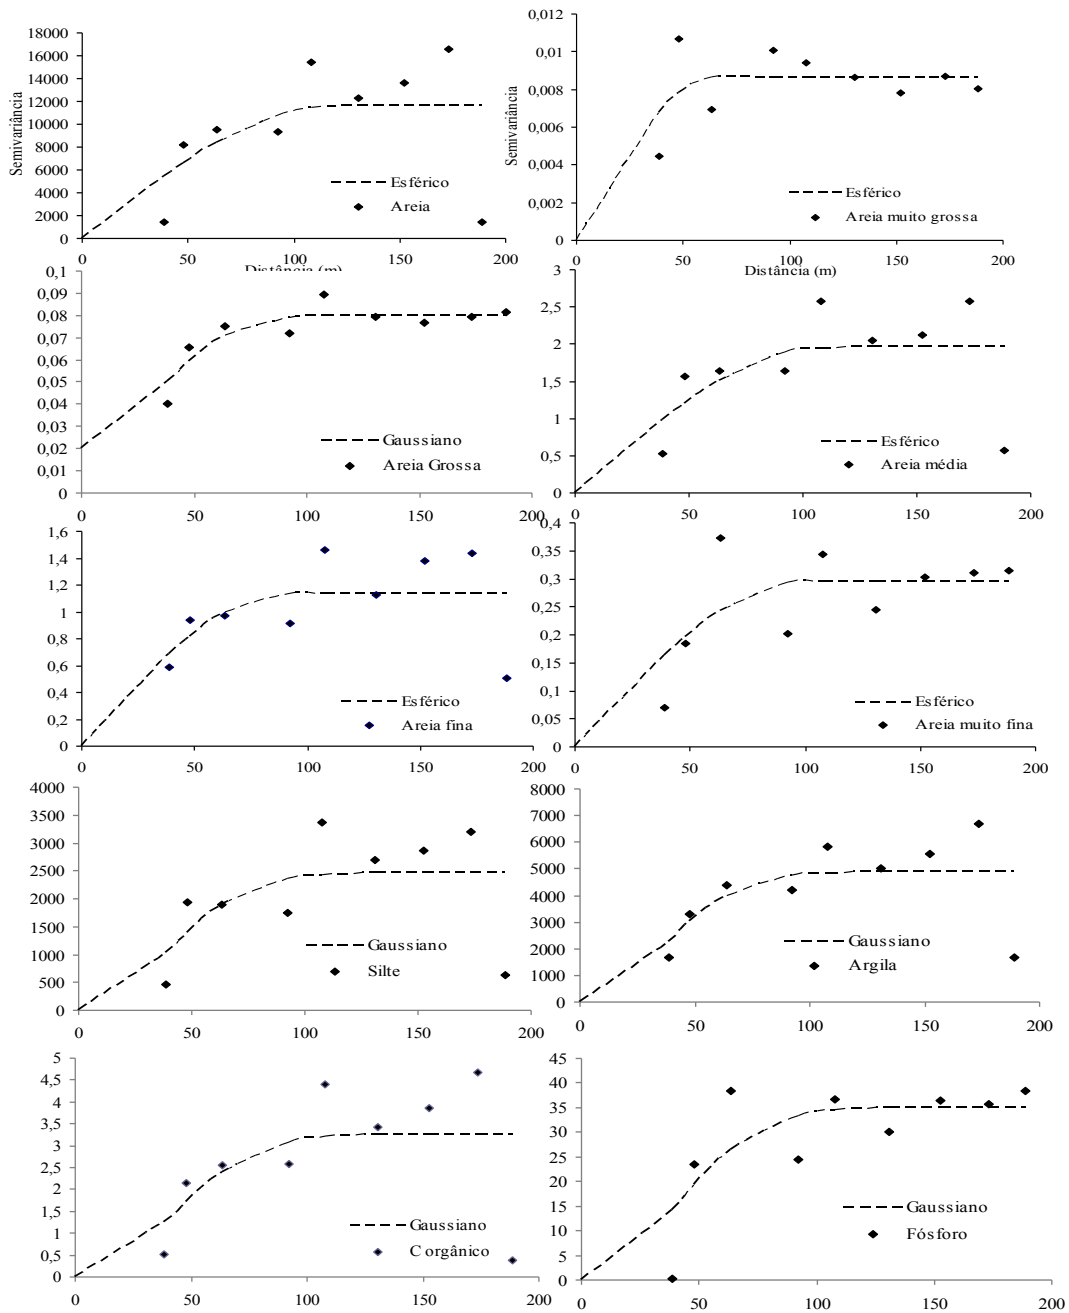 18000
16000
14000
12000
10000
8000
6000
4000
2000
0
Semivariância
Esférico
Areia
0 50 100 150 200
Distância (m)
0,012
0,01
0,008
0,006
0,004
0,002
0
Semivariância
Esférico
Areia muito grossa
0 50 100 150 200
Distância (m)
0,1
0,09
0,08
0,07
0,06
0,05
0,04
0,03
0,02
0,01
0
Gaussiano
Areia Grossa
0 50 100 150 200
3
2,5
2
1,5
1
0,5
0
Esférico
Areia média
0 50 100 150 200
1,6
1,4
1,2
1
0,8
0,6
0,4
0,2
0
Esférico
Areia fina
0 50 100 150 200
0,4
0,35
0,3
0,25
0,2
0,15
0,1
0,05
0
Esférico
Areia muito fina
0 50 100 150 200
4000
3500
3000
2500
2000
1500
1000
500
0
Gaussiano
Silte
0 50 100 150 200
8000
7000
6000
5000
4000
3000
2000
1000
0
Gaussiano
Argila
0 50 100 150 200
5
4,5
4
3,5
3
2,5
2
1,5
1
0,5
0
Gaussiano
C orgânico
0 50 100 150 200
45
40
35
30
25
20
15
10
5
0
Gaussiano
Fósforo
0 50 100 150 200